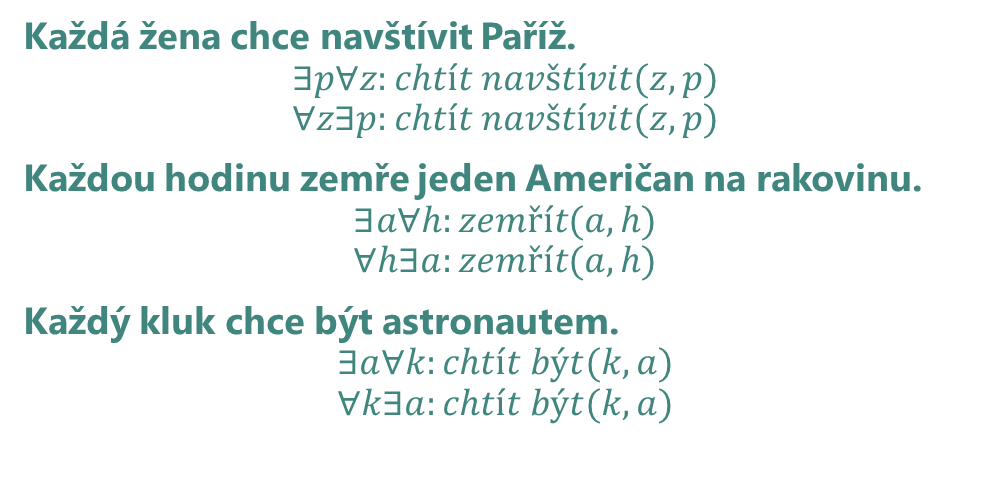 Každá žena chce navštívit Paříž.
∃p∀z: chtít navštívit(z, p)
∀z∃p: chtít navštívit(z, p)
Každou hodinu zemře jeden Američan na rakovinu.
∃a∀h: zemřít(a, h)
∀h∃a: zemřít(a, h)
Každý kluk chce být astronautem.
∃a∀k: chtít být(k, a)
∀k∃a: chtít být(k, a)